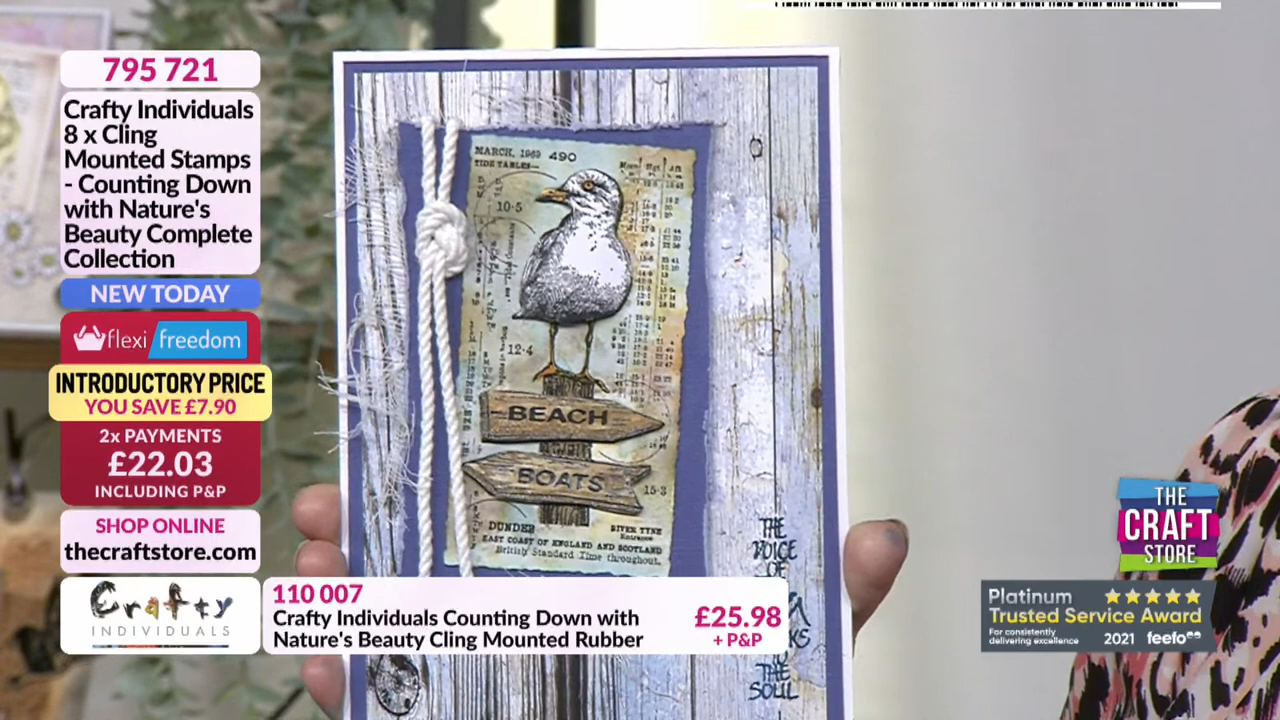 795 721
Crafty Individuals
8 x Cling
Mounted Stamps
- Counting Down
with Nature's
Beauty Complete
Collection
NEW TODAY
flexi freedom
INTRODUCTORY PRICE
YOU SAVE £7.90
2x PAYMENTS
£22.03
INCLUDING P&P
SHOP ONLINE
thecraftstore.com
Crafty
INDIVIDUALS
110 007
Crafty Individuals Counting Down with
Nature's Beauty Cling Mounted Rubber
£25.98
+ P&P
MARCH, 1969 490
TIDE TABLES—
10·5
12·4
BEACH
BOATS
15·3
DUNDEE
RIVER TYNE
Entrance
EAST COAST OF ENGLAND AND SCOTLAND
British Standard Time throughout.
THE
VOICE
OF
THE
SOUL
THE
CRAFT
STORE
Platinum
Trusted Service Award
For consistently
delivering excellence
2021 feefo